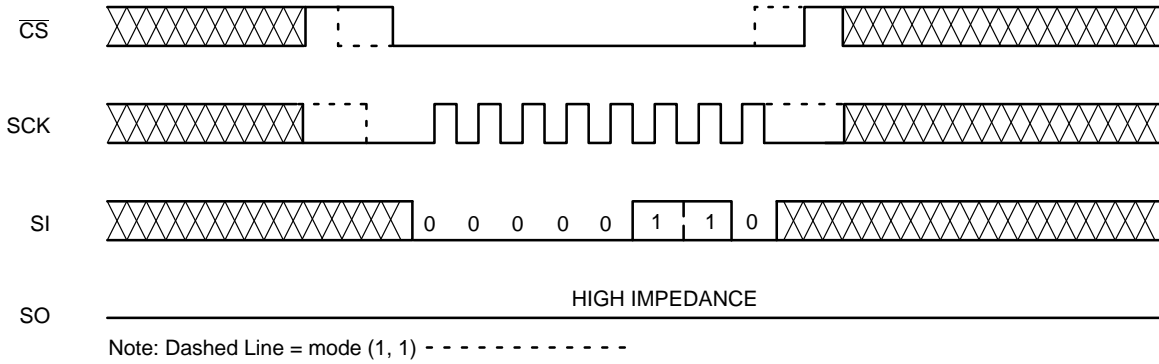 CS
SCK
SI
0 0 0 0 0 1 1 0
HIGH IMPEDANCE
SO
Note: Dashed Line = mode (1, 1) - - - - - - - - - - - -